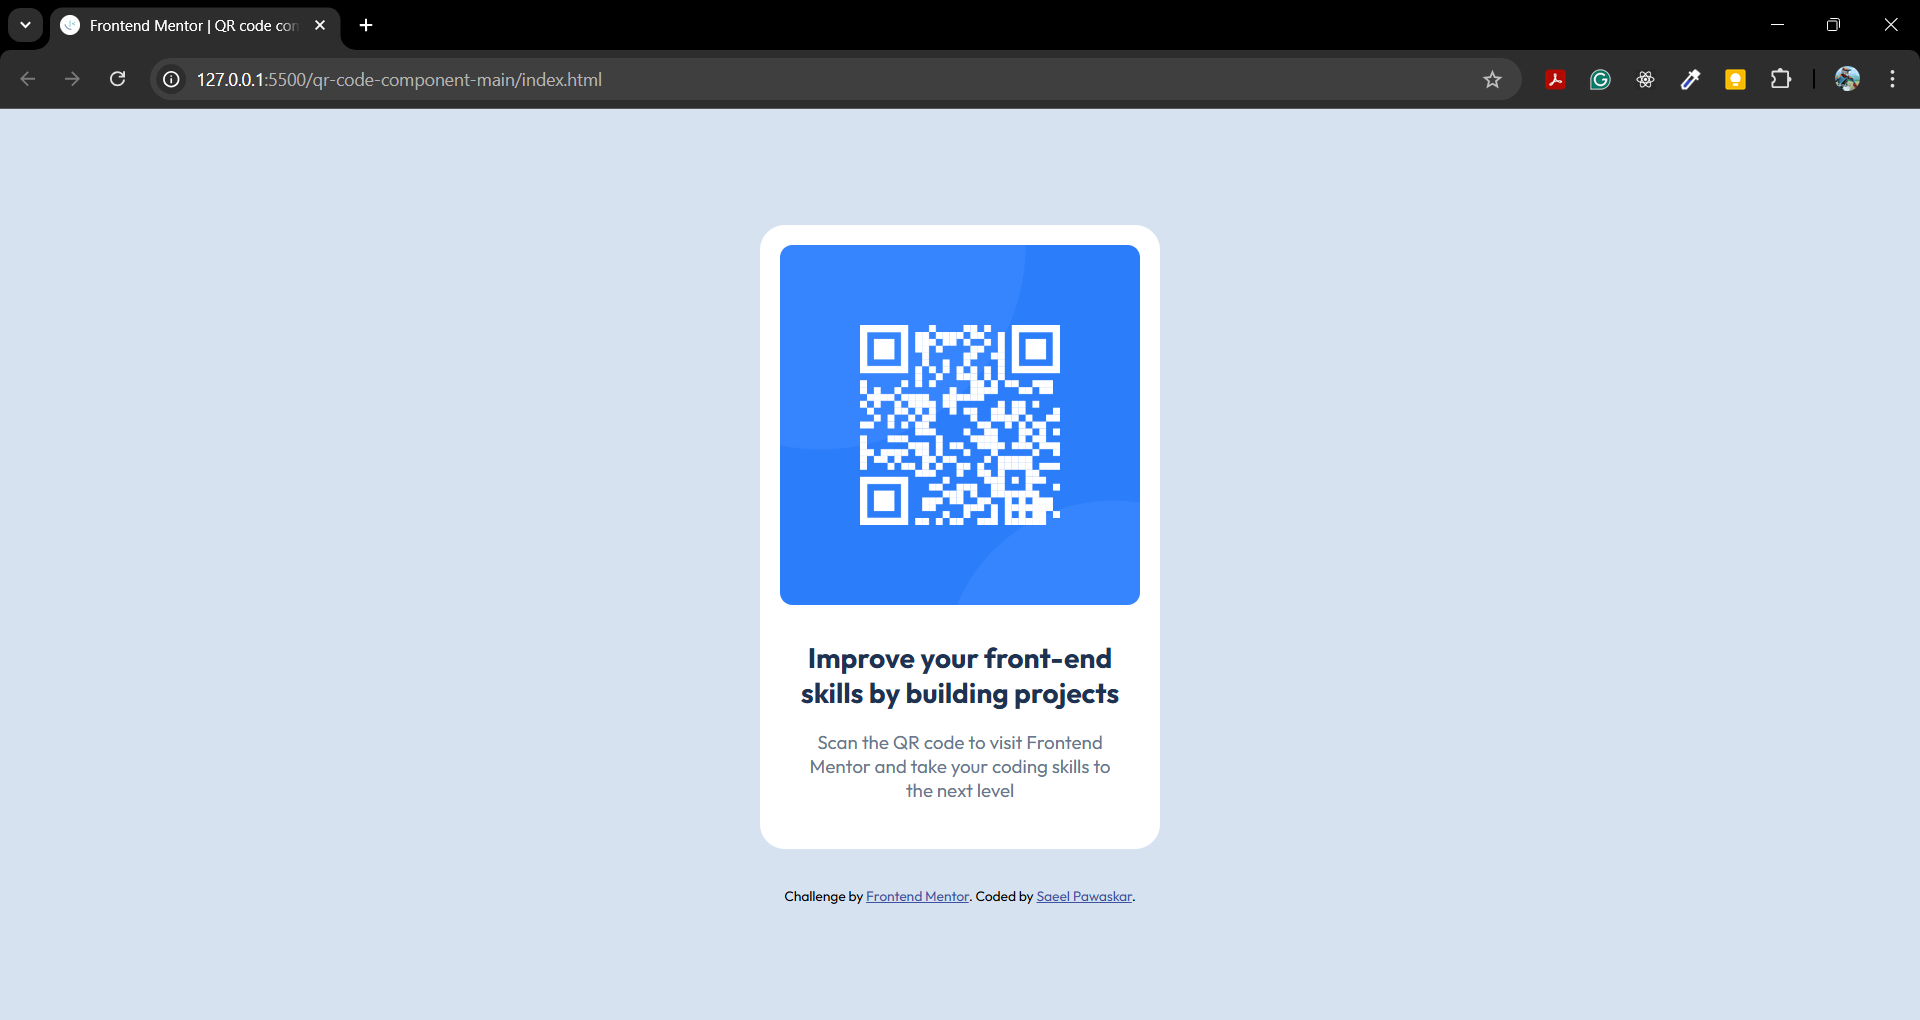 Frontend Mentor | QR code con
127.0.0.1:5500/qr-code-component-main/index.html
Improve your front-end
skills by building projects
Scan the QR code to visit Frontend
Mentor and take your coding skills to
the next level
Challenge by Frontend Mentor. Coded by Saeel Pawaskar.